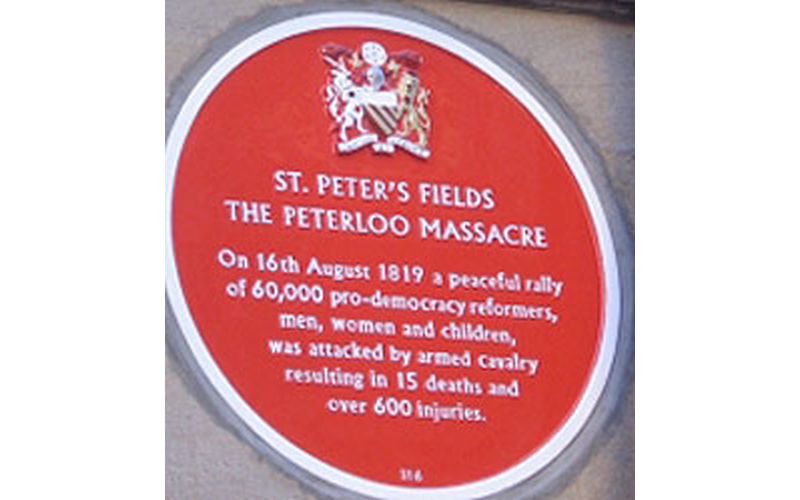 ST. PETER'S FIELDS
THE PETERLOO MASSACRE
On 16th August 1819 a peaceful rally
of 60,000 pro-democracy reformers,
men, women and children,
was attacked by armed cavalry
resulting in 15 deaths and
over 600 injuries.